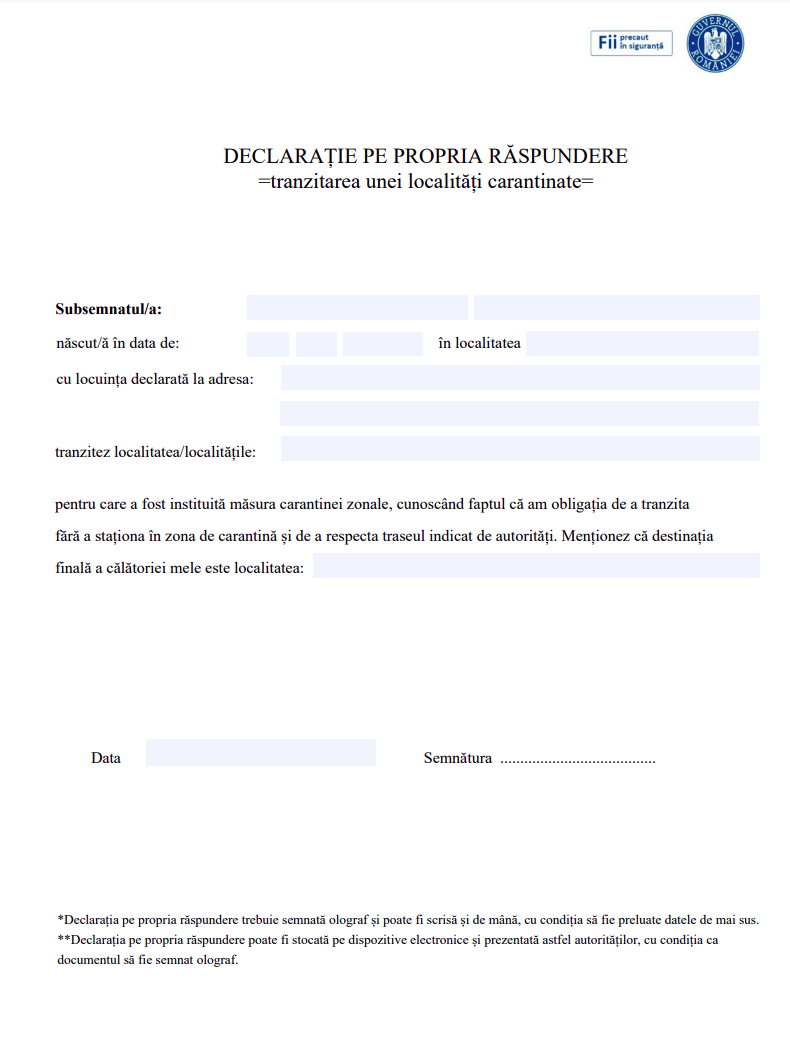 Fii precaut
în siguranță
GUVERNUL
ROMÂNIEI
DECLARAȚIE PE PROPRIA RĂSPUNDERE
=tranzitarea unei localități carantinate=
Subsemnatul/a:
născut/ă în data de: în localitatea
cu locuința declarată la adresa:
tranzitez localitatea/localitățile:
pentru care a fost instituită măsura carantinei zonale, cunoscând faptul că am obligația de a tranzita
fără a staționa în zona de carantină și de a respecta traseul indicat de autorități. Menționez că destinația
finală a călătoriei mele este localitatea:
Data Semnătura .......................................
*Declarația pe propria răspundere trebuie semnată olograf și poate fi scrisă și de mână, cu condiția să fie preluate datele de mai sus.
**Declarația pe propria răspundere poate fi stocată pe dispozitive electronice și prezentată astfel autorităților, cu condiția ca
documentul să fie semnat olograf.